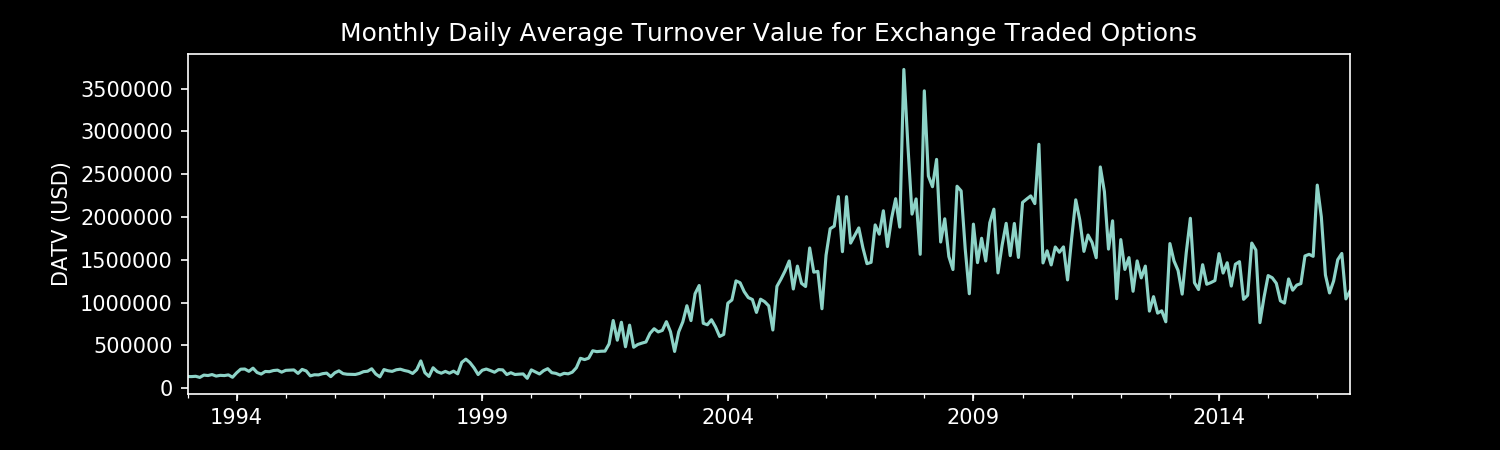 Monthly Daily Average Turnover Value for Exchange Traded Options
DATV (USD)
3500000
3000000
2500000
2000000
1500000
1000000
500000
0
1994 1999 2004 2009 2014